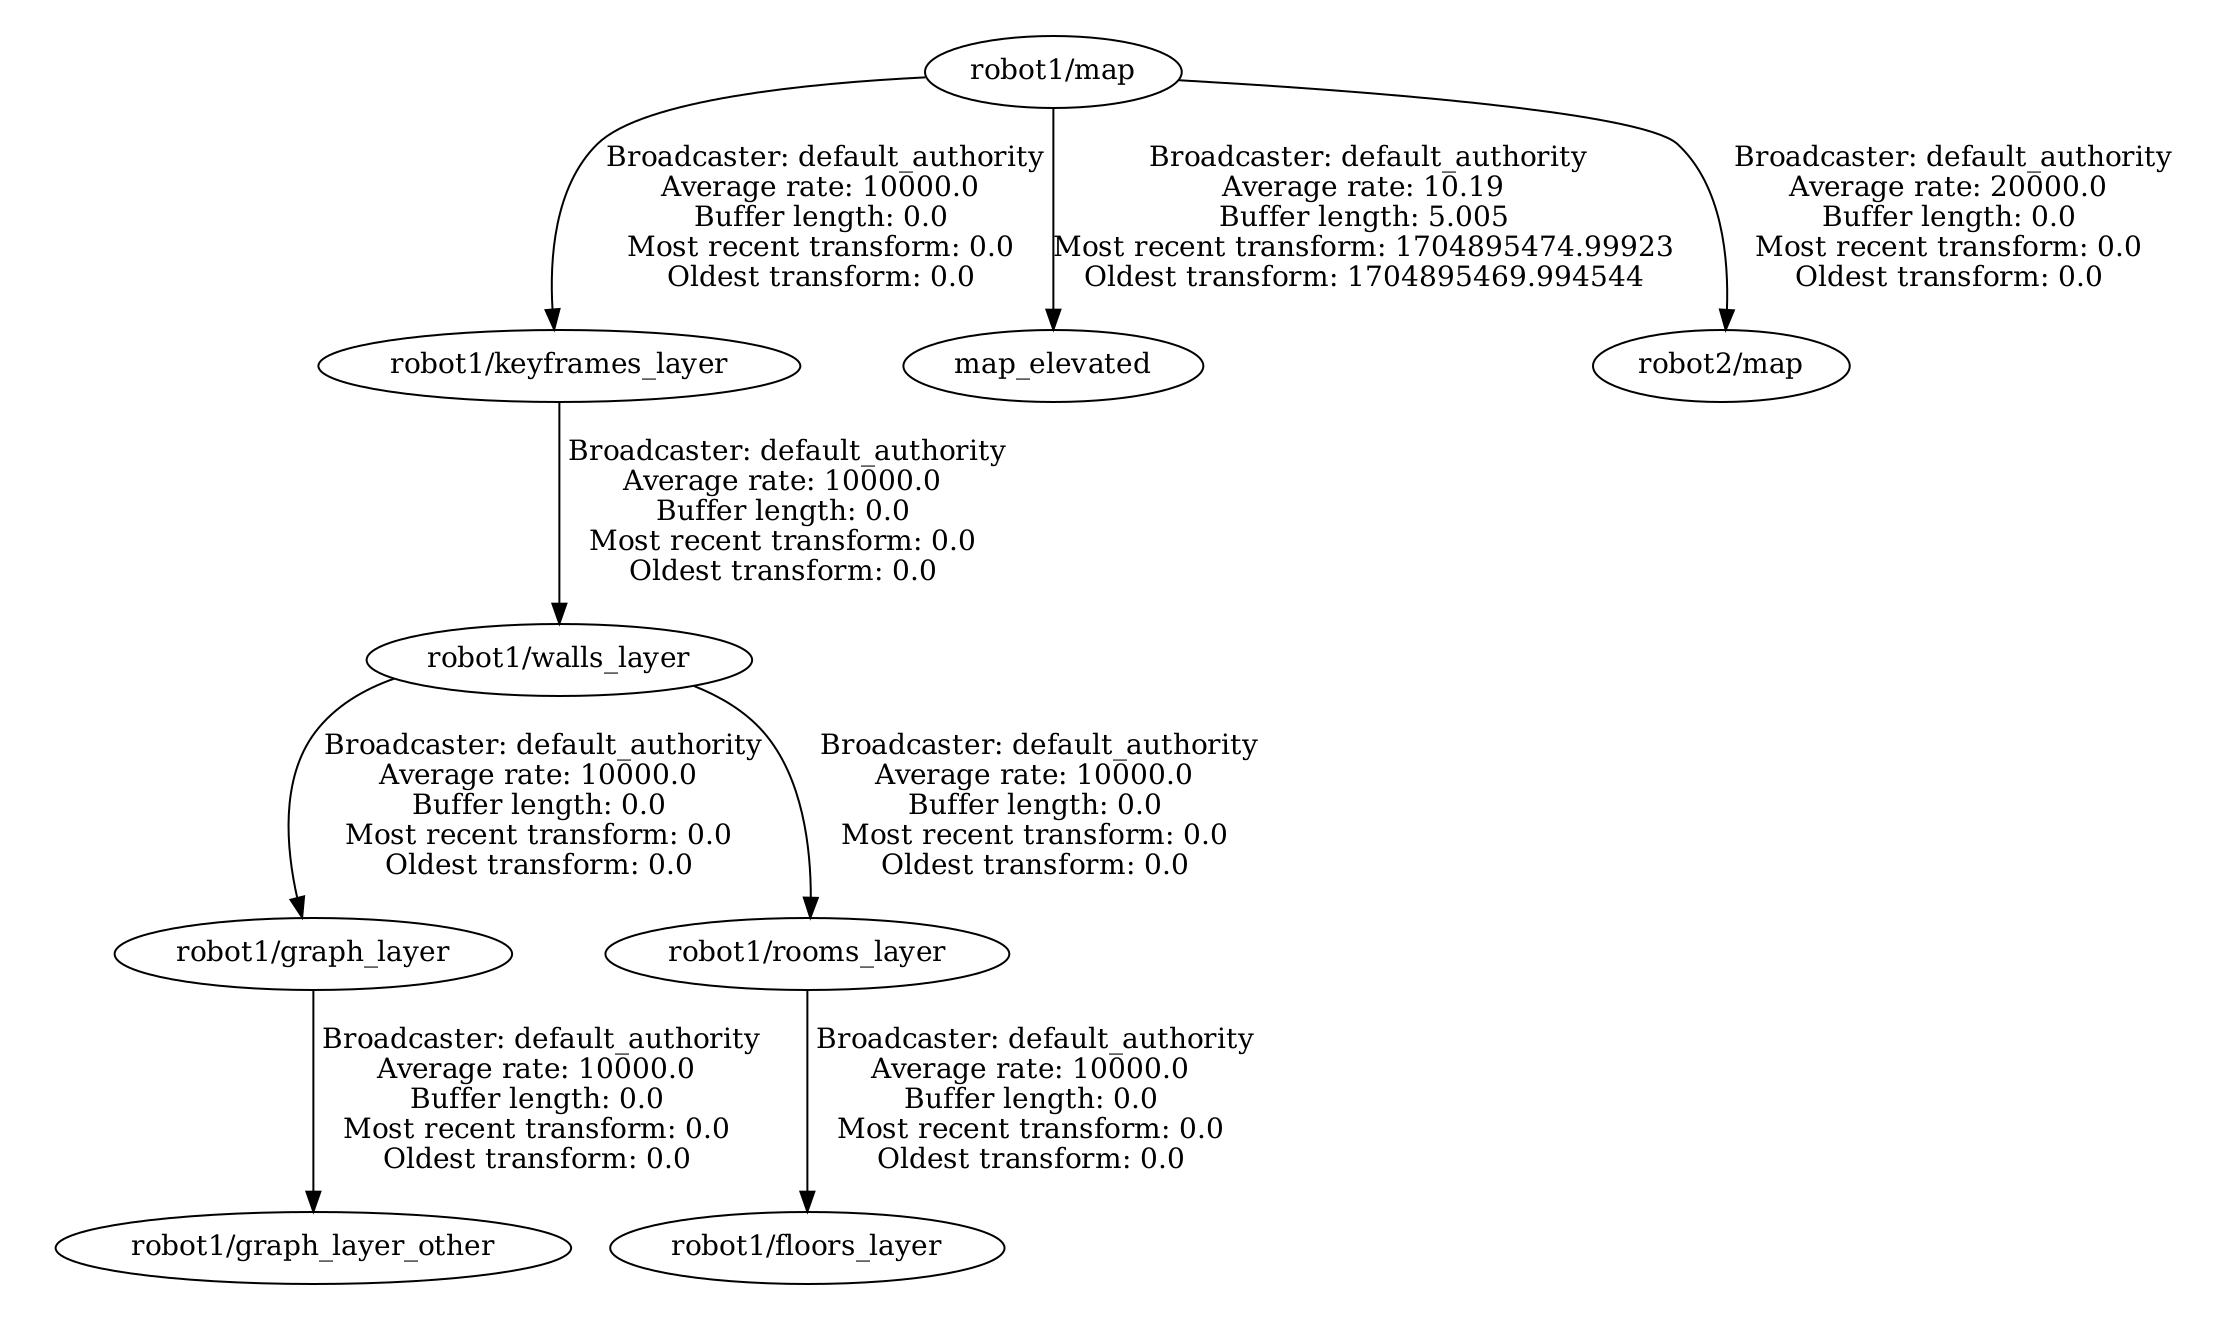 robot1/map
Broadcaster: default_authority
Average rate: 10000.0
Buffer length: 0.0
Most recent transform: 0.0
Oldest transform: 0.0
Broadcaster: default_authority
Average rate: 10.19
Buffer length: 5.005
Most recent transform: 1704895474.99923
Oldest transform: 1704895469.994544
Broadcaster: default_authority
Average rate: 20000.0
Buffer length: 0.0
Most recent transform: 0.0
Oldest transform: 0.0
robot1/keyframes_layer
map_elevated
robot2/map
Broadcaster: default_authority
Average rate: 10000.0
Buffer length: 0.0
Most recent transform: 0.0
Oldest transform: 0.0
robot1/walls_layer
Broadcaster: default_authority
Average rate: 10000.0
Buffer length: 0.0
Most recent transform: 0.0
Oldest transform: 0.0
Broadcaster: default_authority
Average rate: 10000.0
Buffer length: 0.0
Most recent transform: 0.0
Oldest transform: 0.0
robot1/graph_layer
robot1/rooms_layer
Broadcaster: default_authority
Average rate: 10000.0
Buffer length: 0.0
Most recent transform: 0.0
Oldest transform: 0.0
Broadcaster: default_authority
Average rate: 10000.0
Buffer length: 0.0
Most recent transform: 0.0
Oldest transform: 0.0
robot1/graph_layer_other
robot1/floors_layer